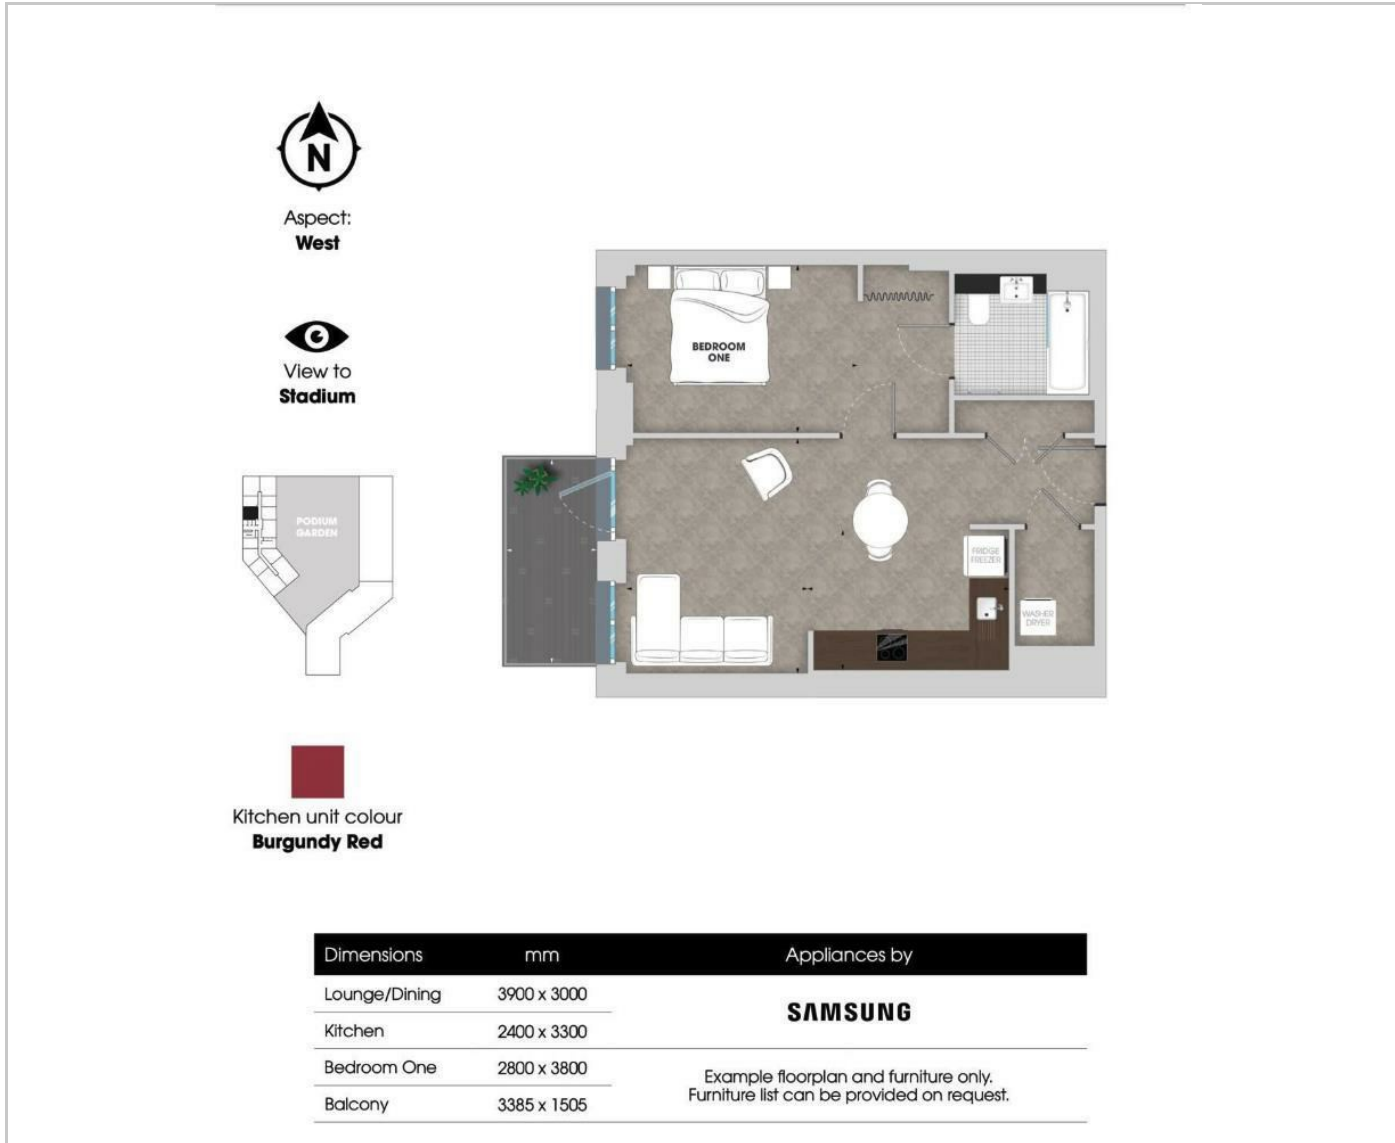 N
Aspect:
West
View to
Stadium
PODIUM
GARDEN
Kitchen unit colour
Burgundy Red
BEDROOM
ONE
FRIDGE
FREEZER
WASHER
DRYER
Dimensions mm Appliances by
Lounge/Dining 3900 x 3000
SAMSUNG
Kitchen 2400 x 3300
Bedroom One 2800 x 3800
Example floorplan and furniture only.
Furniture list can be provided on request.
Balcony 3385 x 1505